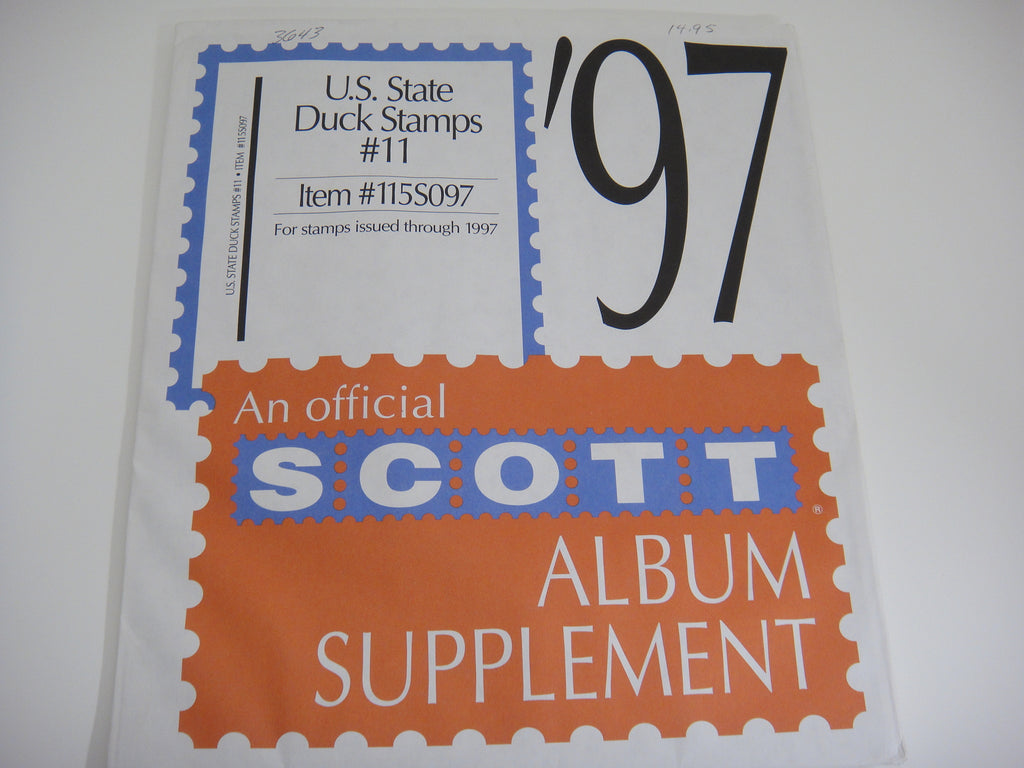 3643
14.95
U.S. State
Duck Stamps
#11
Item #115S097
For stamps issued through 1997
U.S. STATE DUCK STAMPS #11 • ITEM #115S097
'97
An official
SCOTT®
ALBUM
SUPPLEMENT